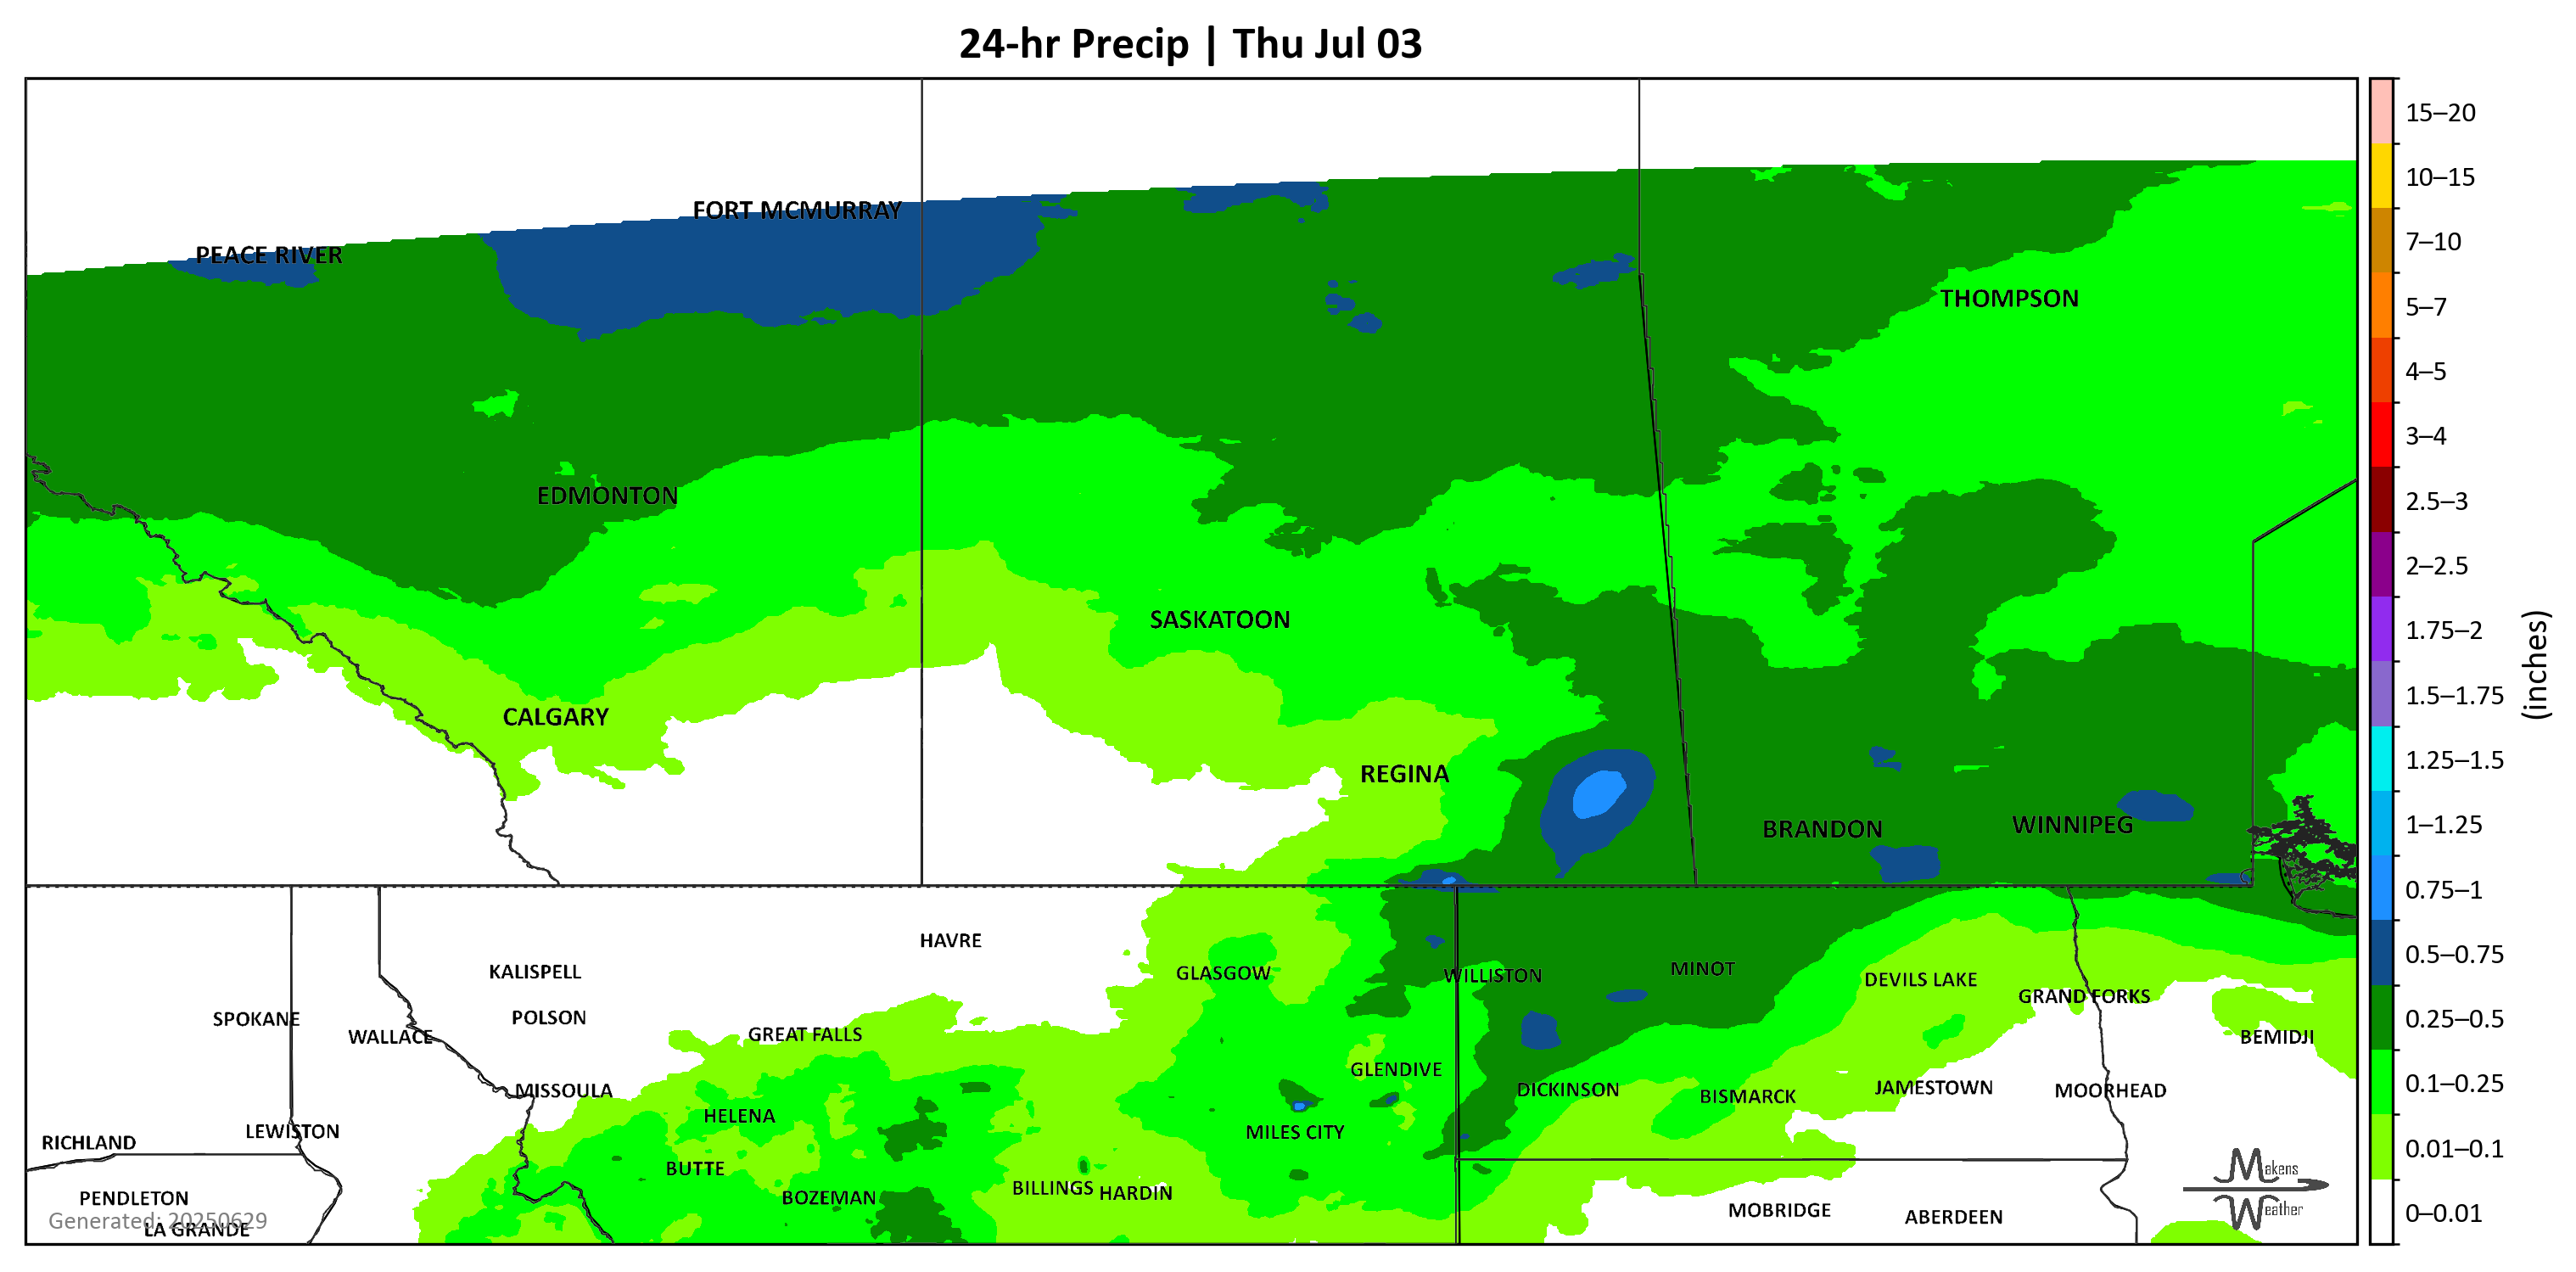 24-hr Precip | Thu Jul 03
FORT MCMURRAY
PEACE RIVER
THOMPSON
EDMONTON
SASKATOON
CALGARY
REGINA
BRANDON
WINNIPEG
HAVRE
KALISPELL
GLASGOW
WILLISTON
MINOT
DEVILS LAKE
GRAND FORKS
SPOKANE
POLSON
WALLACE
GREAT FALLS
BEMIDJI
GLENDIVE
MISSOULA
DICKINSON
BISMARCK
JAMESTOWN
MOORHEAD
HELENA
LEWISTON
MILES CITY
RICHLAND
BUTTE
BILLINGS
HARDIN
PENDLETON
BOZEMAN
MOBRIDGE
ABERDEEN
Generated: 20250629
LA GRANDE
Makens
Weather
15–20
10–15
7–10
5–7
4–5
3–4
2.5–3
2–2.5
1.75–2
1.5–1.75
1.25–1.5
1–1.25
0.75–1
0.5–0.75
0.25–0.5
0.1–0.25
0.01–0.1
0–0.01
(inches)